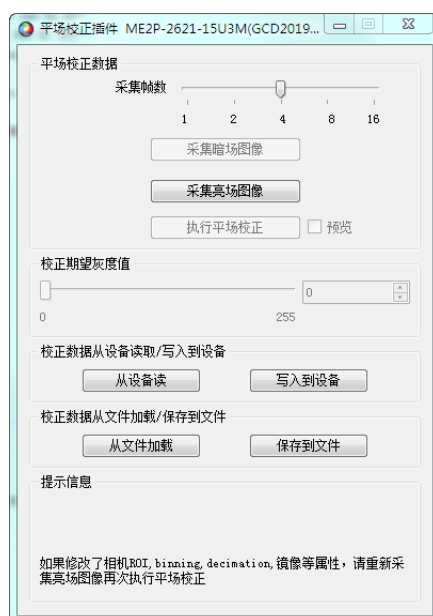 平场校正插件 ME2P-2621-15U3M(GCD2019...
平场校正数据
采集帧数
1 2 4 8 16
采集暗场图像
采集亮场图像
执行平场校正 预览
校正期望灰度值
0
0 255
校正数据从设备读取/写入到设备
从设备读 写入到设备
校正数据从文件加载/保存到文件
从文件加载 保存到文件
提示信息
如果修改了相机ROI,binning,decimation,镜像等属性，请重新采
集亮场图像再次执行平场校正